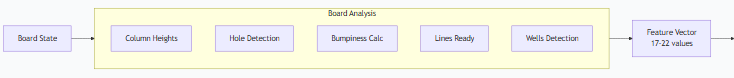 Board Analysis
Board State
Column Heights
Hole Detection
Bumpiness Calc
Lines Ready
Wells Detection
Feature Vector
17-22 values